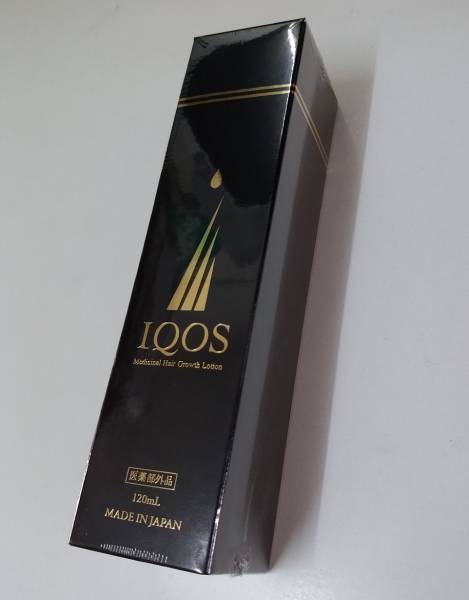 IQOS
Medicinal Hair Growth Lotion
医薬部外品
120mL
MADE IN JAPAN